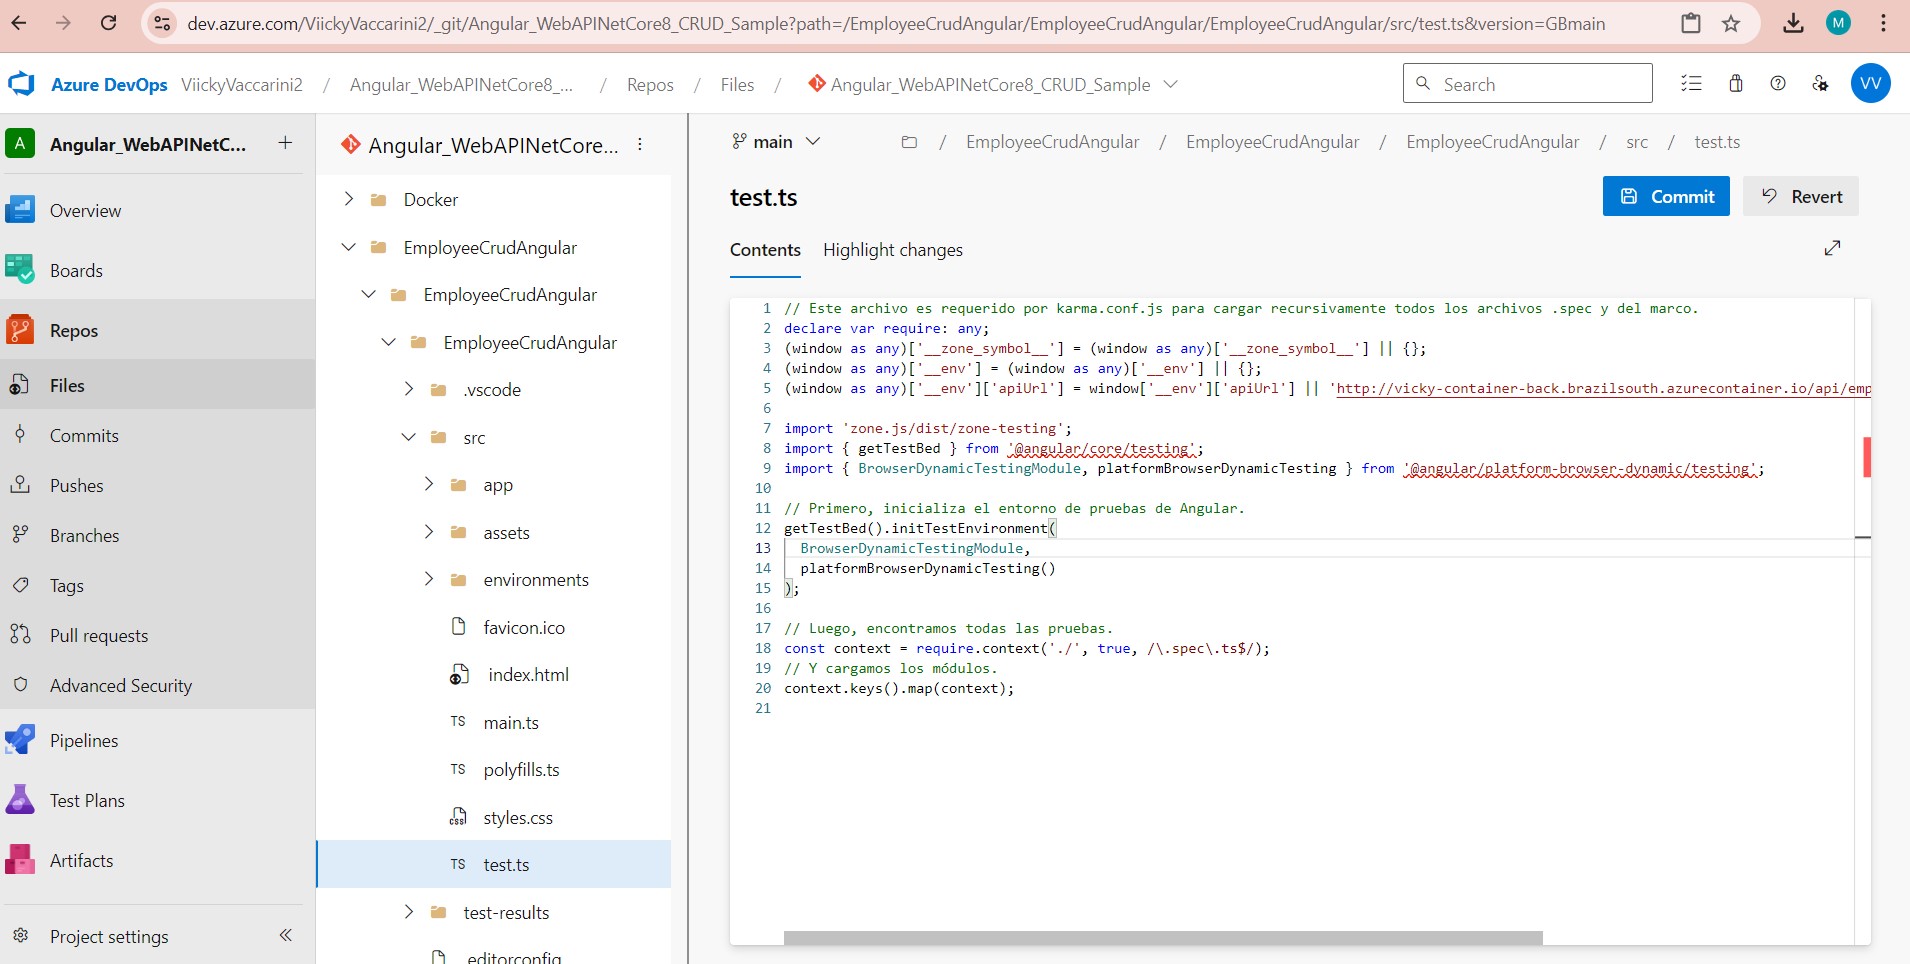 dev.azure.com/ViickyVaccarini2/_git/Angular_WebAPINetCore8_CRUD_Sample?path=/EmployeeCrudAngular/EmployeeCrudAngular/EmployeeCrudAngular/src/test.ts&version=GBmain
M
Azure DevOps ViickyVaccarini2 / Angular_WebAPINetCore8_... / Repos / Files / Angular_WebAPINetCore8_CRUD_Sample
Search
VV
A Angular_WebAPINetC... +
Overview
Boards
Repos
Files
Commits
Pushes
Branches
Tags
Pull requests
Advanced Security
Pipelines
Test Plans
Artifacts
Project settings
Angular_WebAPINetCore...
Docker
EmployeeCrudAngular
EmployeeCrudAngular
EmployeeCrudAngular
.vscode
src
app
assets
environments
favicon.ico
index.html
TS main.ts
TS polyfills.ts
css styles.css
TS test.ts
test-results
.editorconfig
main / EmployeeCrudAngular / EmployeeCrudAngular / EmployeeCrudAngular / src / test.ts
test.ts
Commit Revert
Contents Highlight changes
1 // Este archivo es requerido por karma.conf.js para cargar recursivamente todos los archivos .spec y del marco.
2 declare var require: any;
3 (window as any)['__zone_symbol__'] = (window as any)['__zone_symbol__'] || {};
4 (window as any)['__env'] = (window as any)['__env'] || {};
5 (window as any)['__env']['apiUrl'] = window['__env']['apiUrl'] || 'http://vicky-container-back.brazilsouth.azurecontainer.io/api/emp
6
7 import 'zone.js/dist/zone-testing';
8 import { getTestBed } from '@angular/core/testing';
9 import { BrowserDynamicTestingModule, platformBrowserDynamicTesting } from '@angular/platform-browser-dynamic/testing';
10
11 // Primero, inicializa el entorno de pruebas de Angular.
12 getTestBed().initTestEnvironment(
13 BrowserDynamicTestingModule,
14 platformBrowserDynamicTesting()
15 );
16
17 // Luego, encontramos todas las pruebas.
18 const context = require.context('./', true, /\.spec\.ts$/);
19 // Y cargamos los módulos.
20 context.keys().map(context);
21